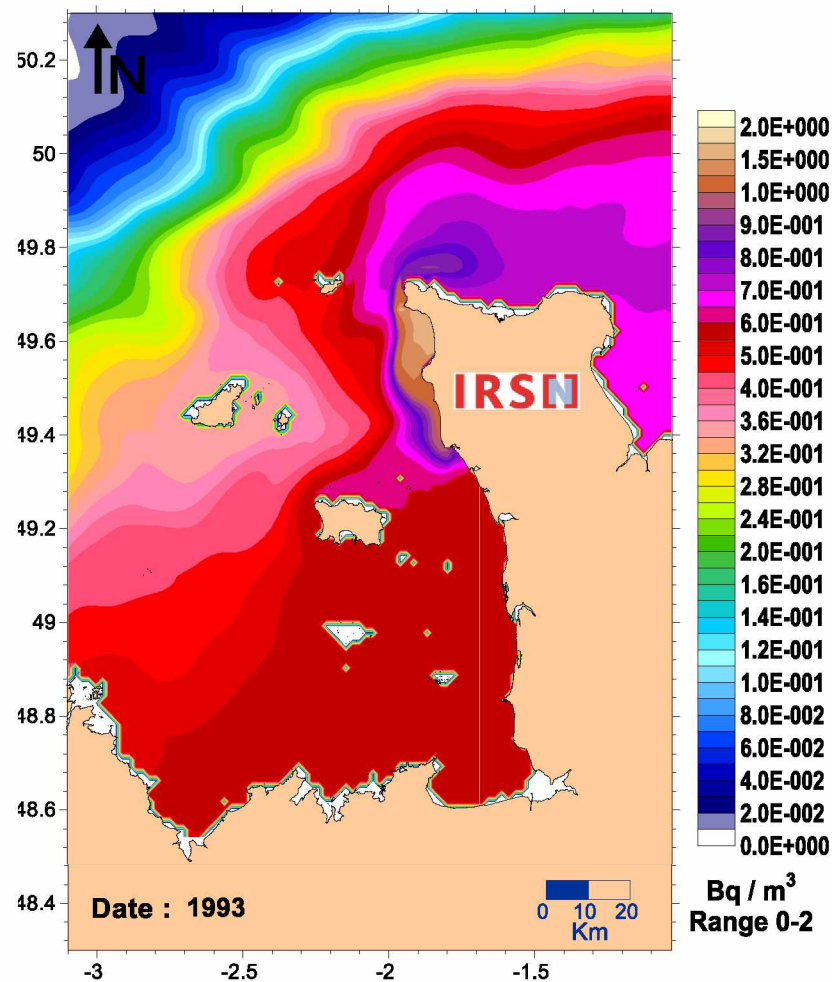 50.2
50
49.8
49.6
49.4
49.2
49
48.8
48.6
48.4
-3
-2.5
-2
-1.5
N
IRSN
Date : 1993
0 10 20
Km
2.0E+000
1.5E+000
1.0E+000
9.0E-001
8.0E-001
7.0E-001
6.0E-001
5.0E-001
4.0E-001
3.6E-001
3.2E-001
2.8E-001
2.4E-001
2.0E-001
1.6E-001
1.4E-001
1.2E-001
1.0E-001
8.0E-002
6.0E-002
4.0E-002
2.0E-002
0.0E+000
Bq / m³
Range 0-2